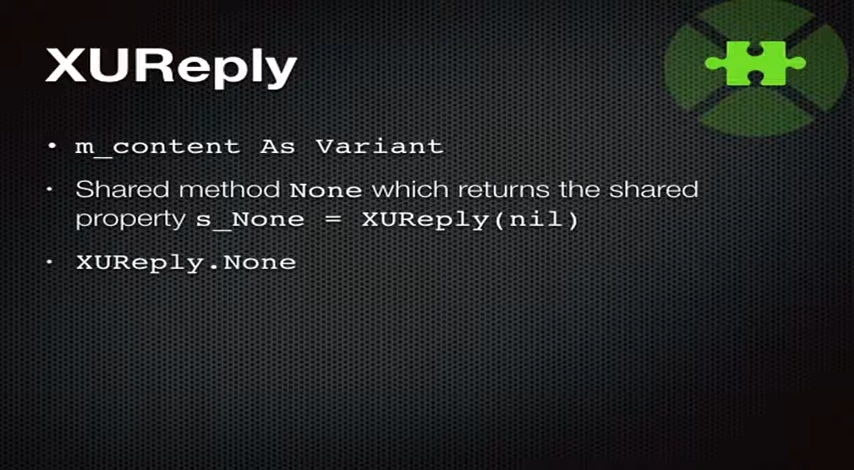 XUReply
• m_content As Variant
• Shared method None which returns the shared
property s_None = XUReply(nil)
• XUReply.None